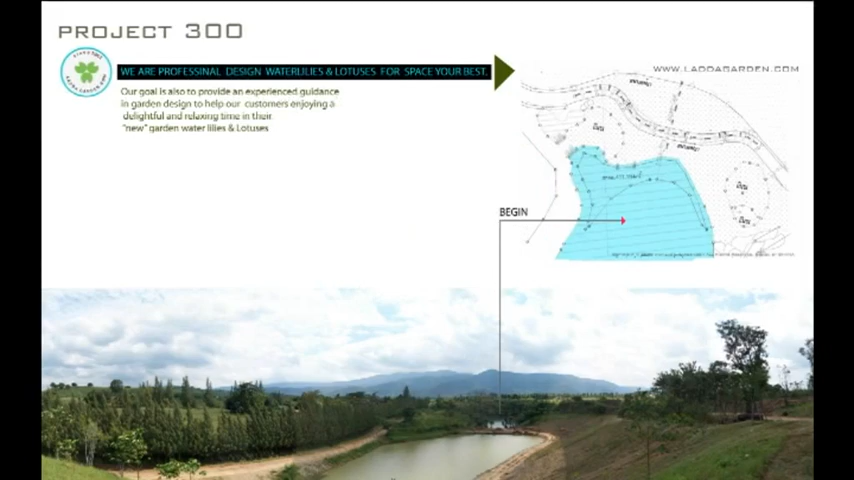 PROJECT 300
WE ARE PROFESSINAL DESIGN WATERLILIES & LOTUSES FOR SPACE YOUR BEST.
WWW.LADDAGARDEN.COM
Our goal is also to provide an experienced guidance
in garden design to help our customers enjoying a
delightful and relaxing time in their
"new" garden water lilies & Lotuses
BEGIN